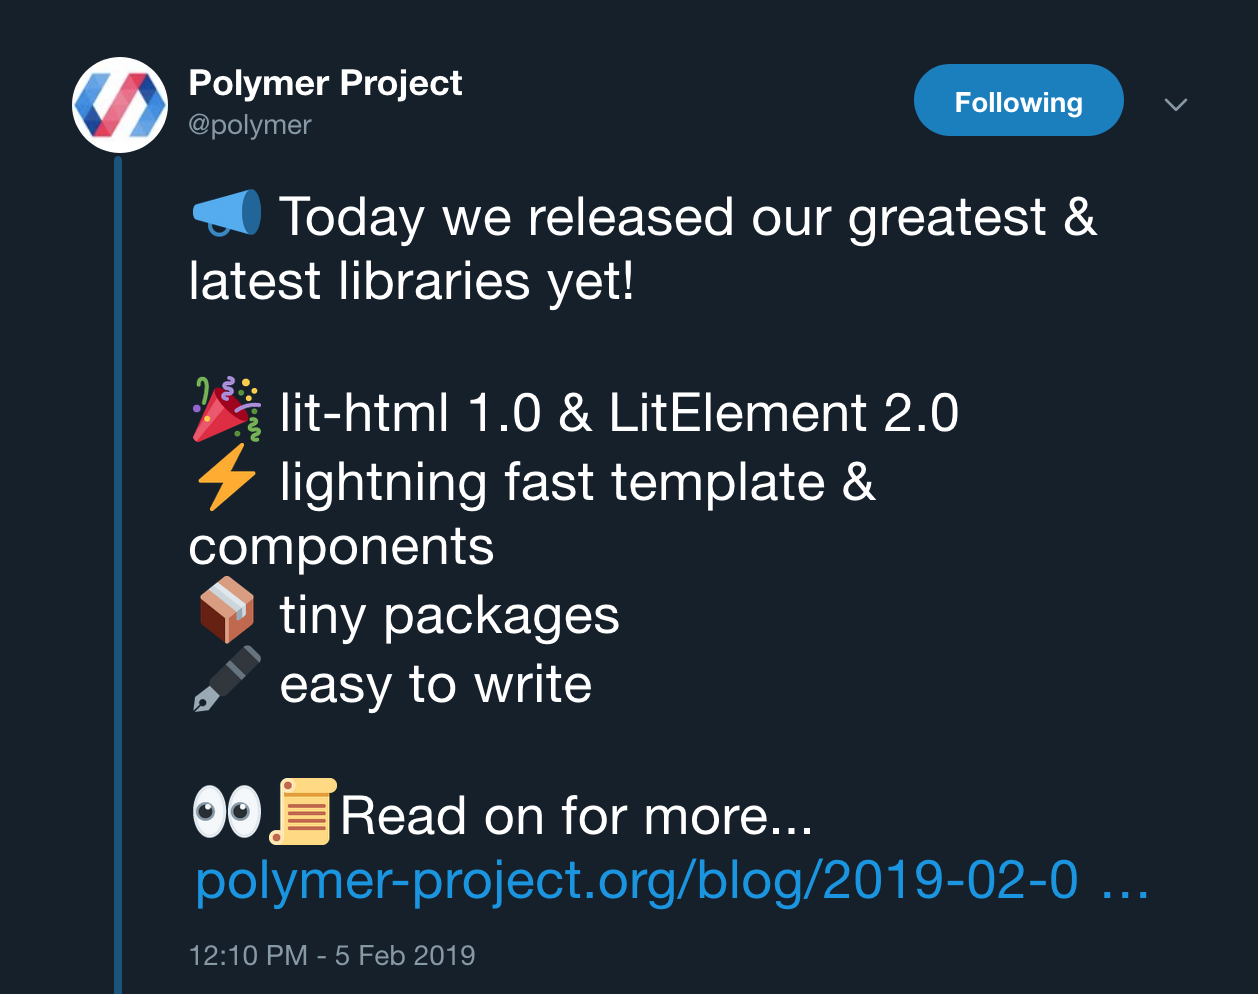 Polymer Project
@polymer
Following
📣 Today we released our greatest &
latest libraries yet!
🎉 lit-html 1.0 & LitElement 2.0
⚡ lightning fast template &
components
📦 tiny packages
🖋 easy to write
👀📜Read on for more...
polymer-project.org/blog/2019-02-0 …
12:10 PM - 5 Feb 2019